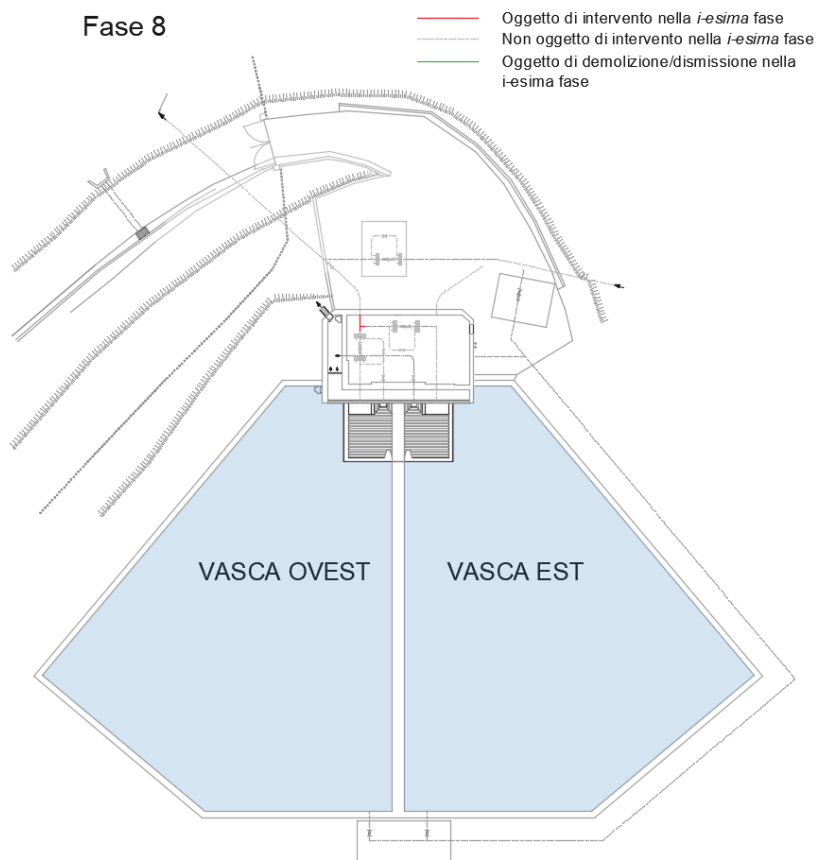 Fase 8
Oggetto di intervento nella i-esima fase
Non oggetto di intervento nella i-esima fase
Oggetto di demolizione/dismissione nella
i-esima fase
VASCA OVEST
VASCA EST